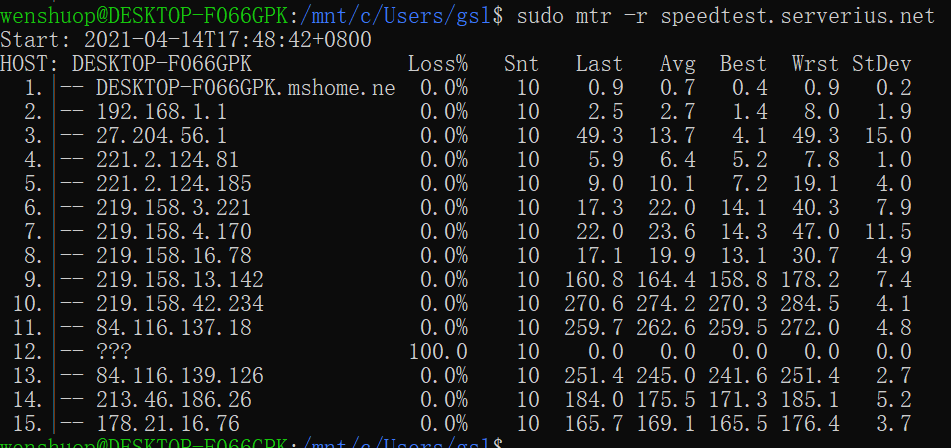 wenshuop@DESKTOP-F066GPK:/mnt/c/Users/gsl$ sudo mtr -r speedtest.serverius.net
Start: 2021-04-14T17:48:42+0800
HOST: DESKTOP-F066GPK Loss% Snt Last Avg Best Wrst StDev
1.|-- DESKTOP-F066GPK.mshome.ne 0.0% 10 0.9 0.7 0.4 0.9 0.2
2.|-- 192.168.1.1 0.0% 10 2.5 2.7 1.4 8.0 1.9
3.|-- 27.204.56.1 0.0% 10 49.3 13.7 4.1 49.3 15.0
4.|-- 221.2.124.81 0.0% 10 5.9 6.4 5.2 7.8 1.0
5.|-- 221.2.124.185 0.0% 10 9.0 10.1 7.2 19.1 4.0
6.|-- 219.158.3.221 0.0% 10 17.3 22.0 14.1 40.3 7.9
7.|-- 219.158.4.170 0.0% 10 22.0 23.6 14.3 47.0 11.5
8.|-- 219.158.16.78 0.0% 10 17.1 19.9 13.1 30.7 4.9
9.|-- 219.158.13.142 0.0% 10 160.8 164.4 158.8 178.2 7.4
10.|-- 219.158.42.234 0.0% 10 270.6 274.2 270.3 284.5 4.1
11.|-- 84.116.137.18 0.0% 10 259.7 262.6 259.5 272.0 4.8
12.|-- ??? 100.0 10 0.0 0.0 0.0 0.0 0.0
13.|-- 84.116.139.126 0.0% 10 251.4 245.0 241.6 251.4 2.7
14.|-- 213.46.186.26 0.0% 10 184.0 175.5 171.3 185.1 5.2
15.|-- 178.21.16.76 0.0% 10 165.7 169.1 165.5 176.4 3.7
wenshuop@DESKTOP-F066GPK:/mnt/c/Users/gsl$